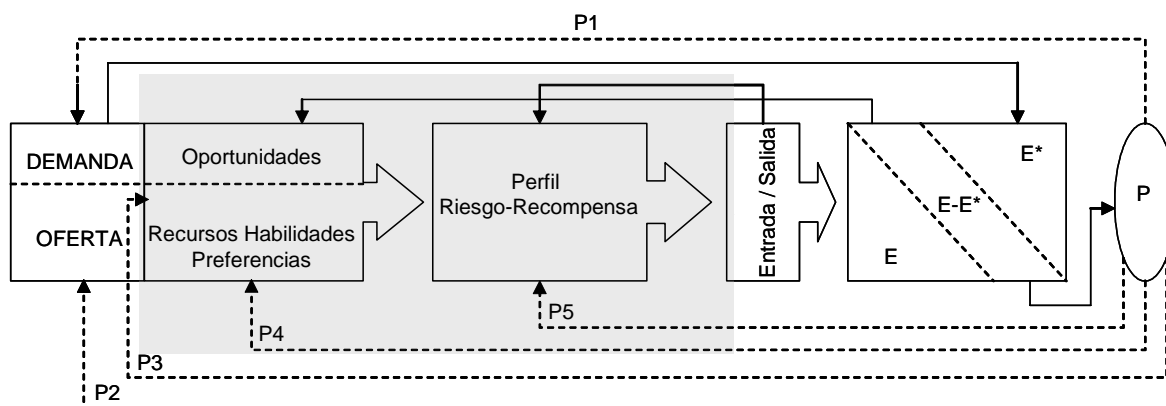 P1
DEMANDA
OFERTA
Oportunidades
Recursos Habilidades
Preferencias
Perfil
Riesgo-Recompensa
Entrada / Salida
E*
E-E*
E
P
P5
P4
P3
P2